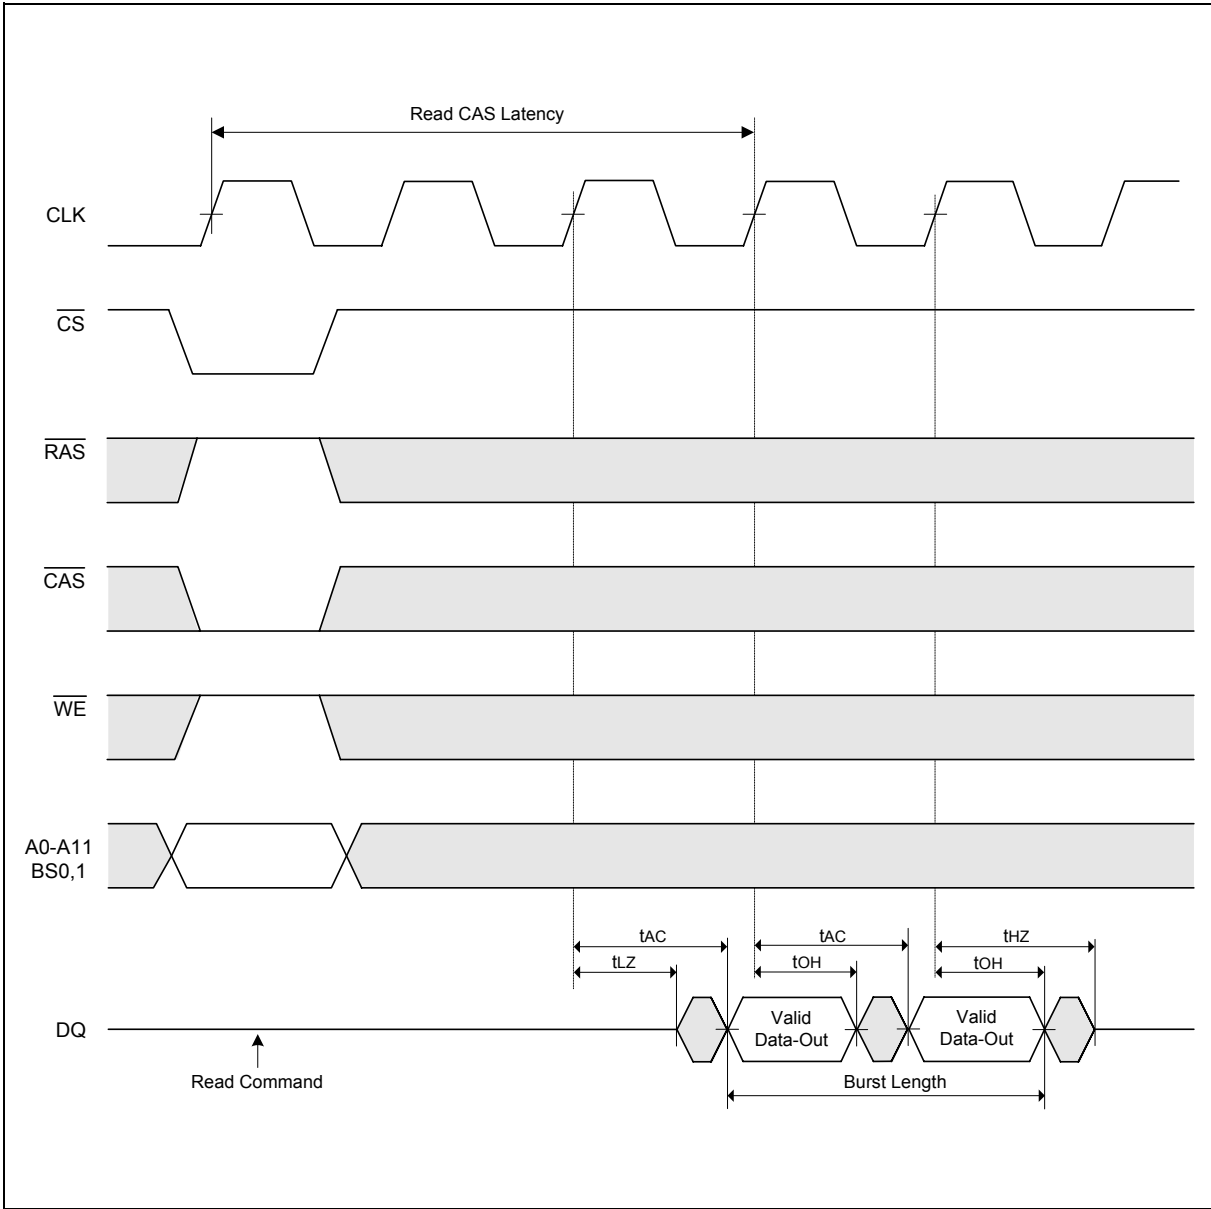 Read CAS Latency
CLK
CS
RAS
CAS
WE
A0-A11
BS0,1
tAC
tAC
tHZ
tLZ
tOH
tOH
DQ
Valid
Data-Out
Valid
Data-Out
Read Command
Burst Length